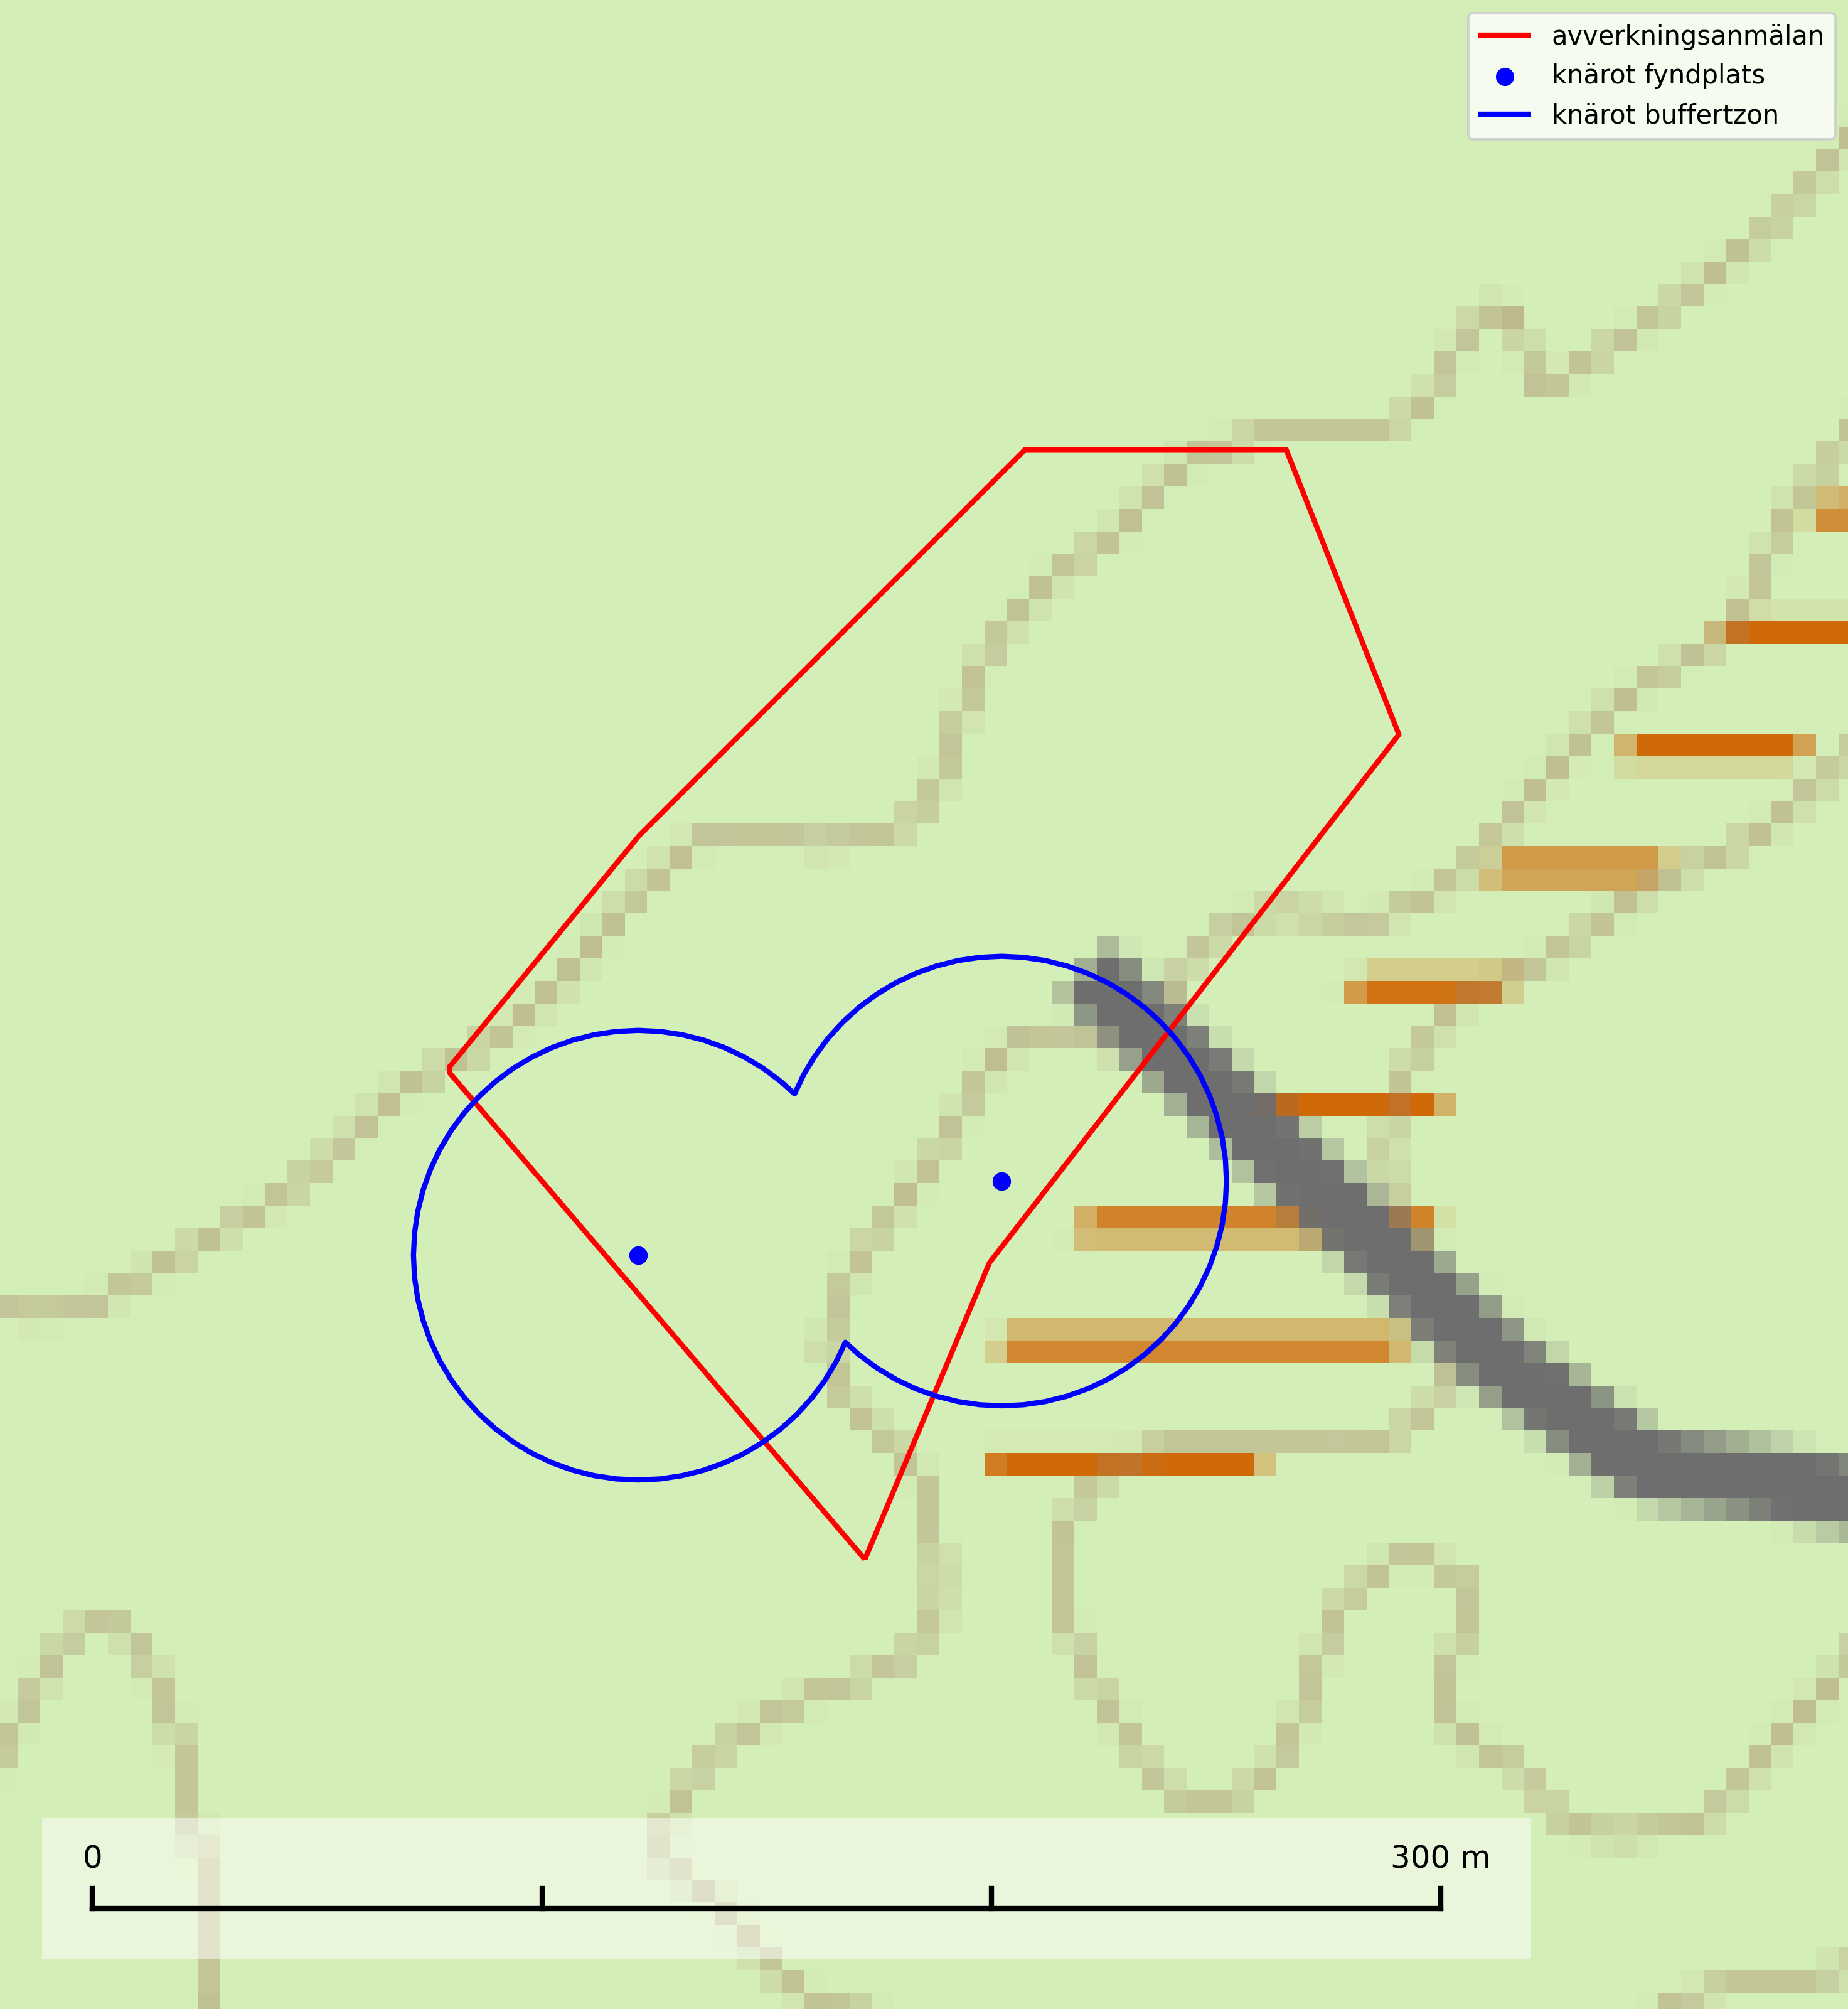 avverkningsanmälan
knärot fyndplats
knärot buffertzon
0 300 m